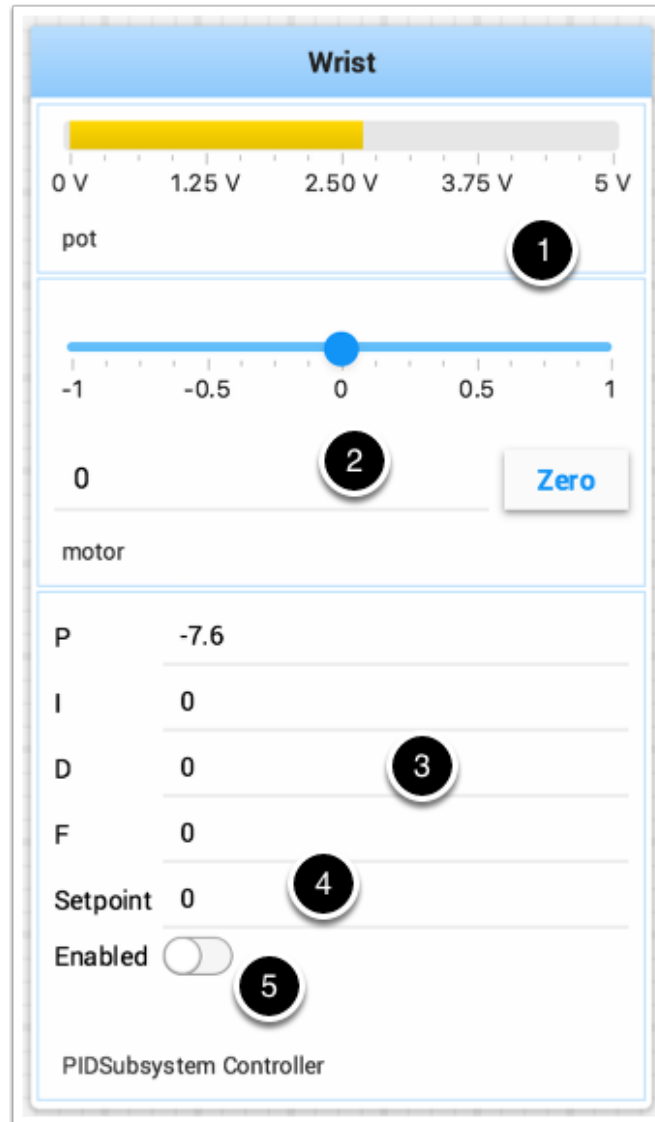 Wrist
0 V 1.25 V 2.50 V 3.75 V 5 V
pot
1
-1 -0.5 0 0.5 1
2
0 Zero
motor
P -7.6
I 0
D 0
3
F 0
4
Setpoint 0
Enabled
5
PIDSubsystem Controller